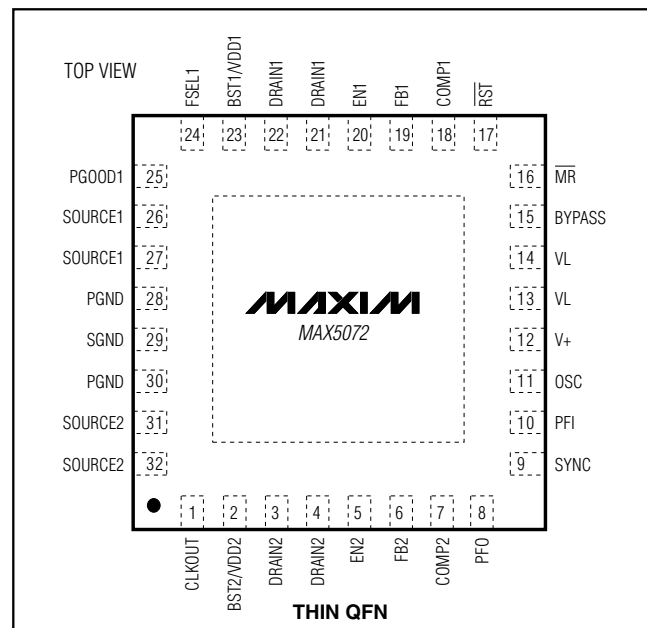 TOP VIEW
FSEL1
BST1/VDD1
DRAIN1
DRAIN1
EN1
FB1
COMP1
R̅S̅T̅
24 23 22 21 20 19 18 17
PGOOD1 25
SOURCE1 26
SOURCE1 27
PGND 28
SGND 29
PGND 30
SOURCE2 31
SOURCE2 32
MAXIM
MAX5072
16 M̅R̅
15 BYPASS
14 VL
13 VL
12 V+
11 OSC
10 PFI
9 SYNC
1 2 3 4 5 6 7 8
CLKOUT
BST2/VDD2
DRAIN2
DRAIN2
EN2
FB2
COMP2
PFO
THIN QFN